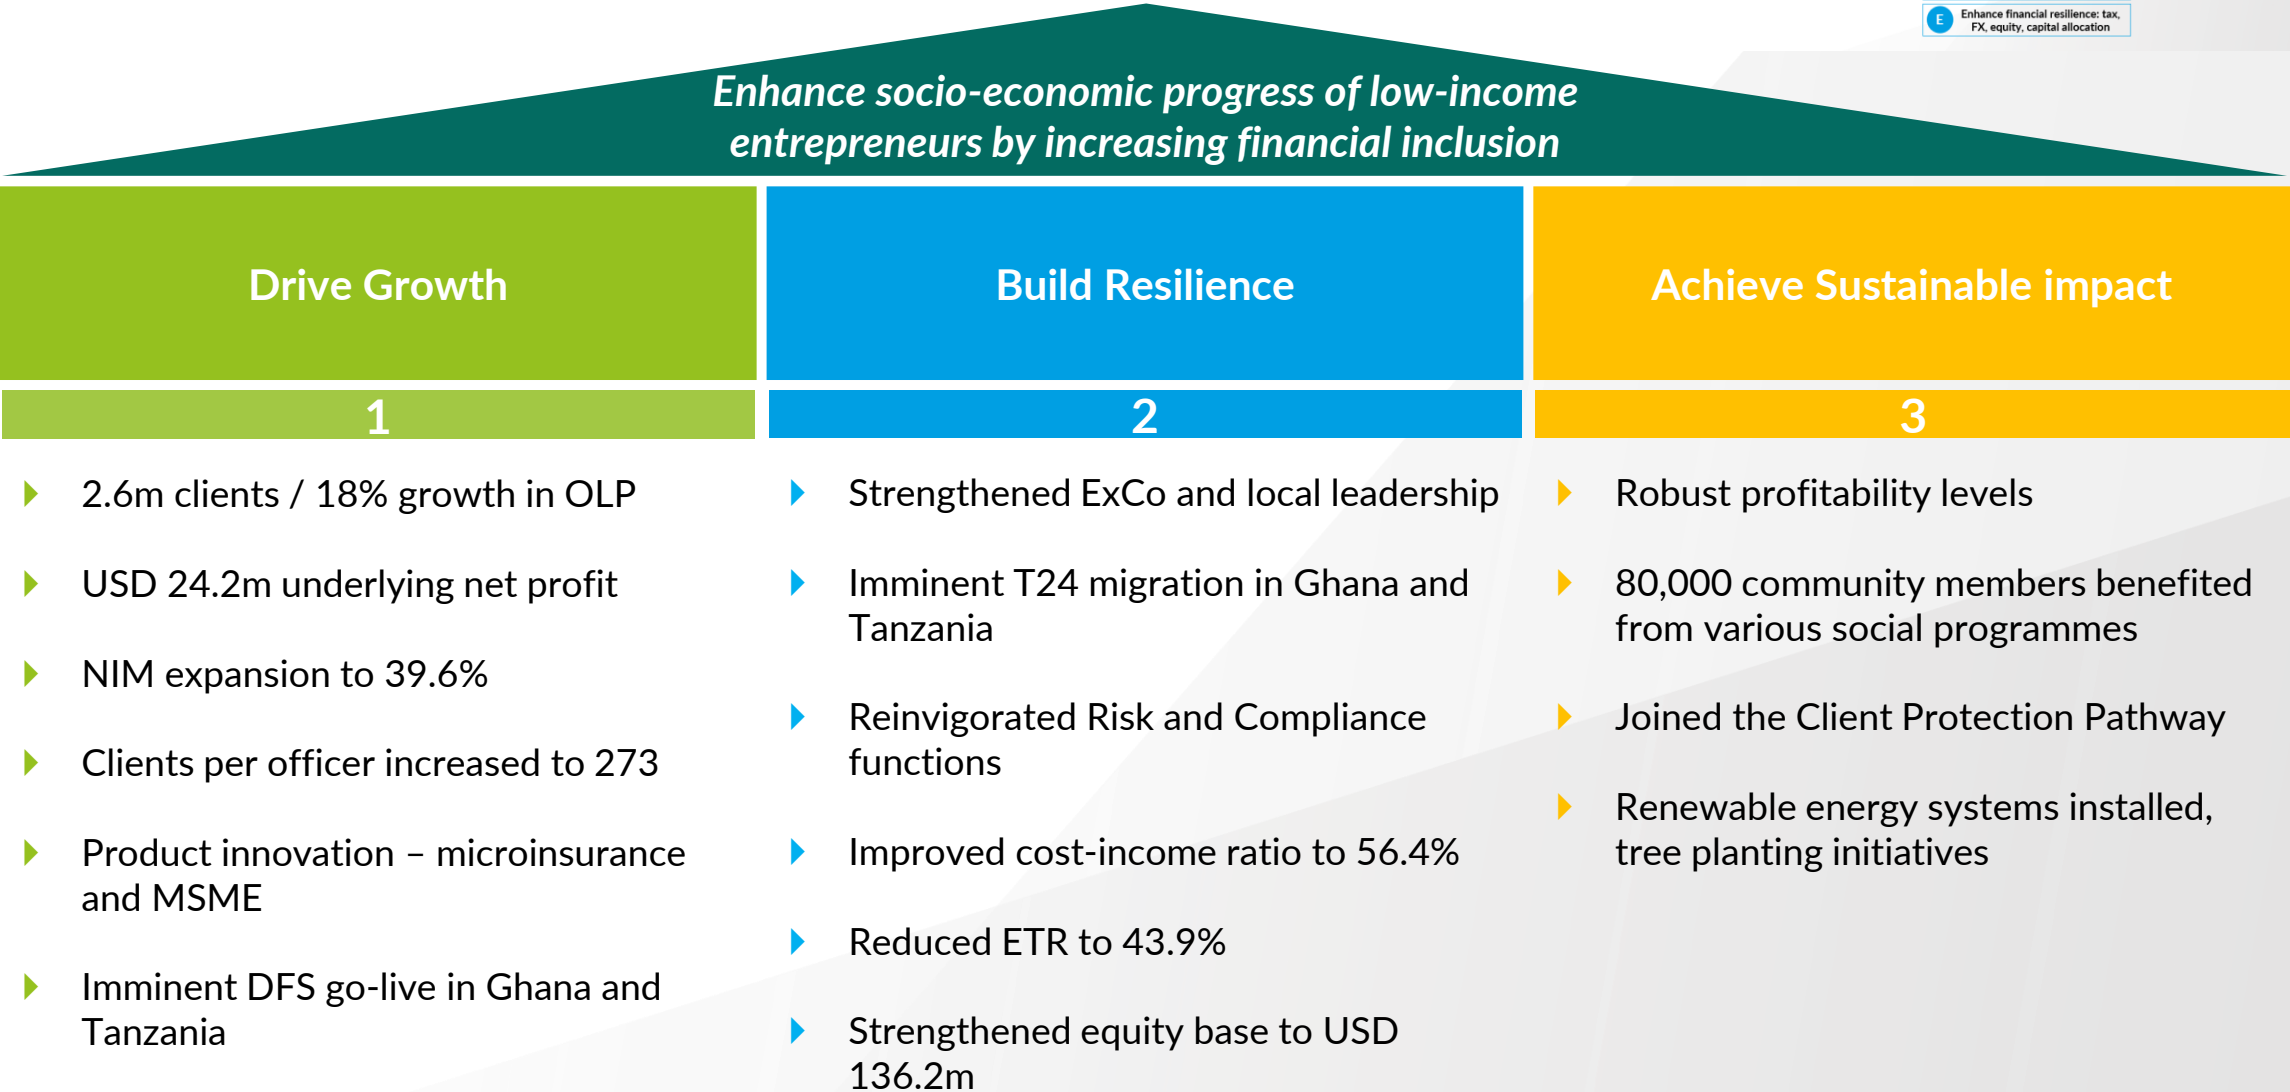 E
Enhance financial resilience: tax,
FX, equity, capital allocation
Enhance socio-economic progress of low-income
entrepreneurs by increasing financial inclusion
Drive Growth
1
2.6m clients / 18% growth in OLP
USD 24.2m underlying net profit
NIM expansion to 39.6%
Clients per officer increased to 273
Product innovation – microinsurance
and MSME
Imminent DFS go-live in Ghana and
Tanzania
Build Resilience
2
Strengthened ExCo and local leadership
Imminent T24 migration in Ghana and
Tanzania
Reinvigorated Risk and Compliance
functions
Improved cost-income ratio to 56.4%
Reduced ETR to 43.9%
Strengthened equity base to USD
136.2m
Achieve Sustainable impact
3
Robust profitability levels
80,000 community members benefited
from various social programmes
Joined the Client Protection Pathway
Renewable energy systems installed,
tree planting initiatives